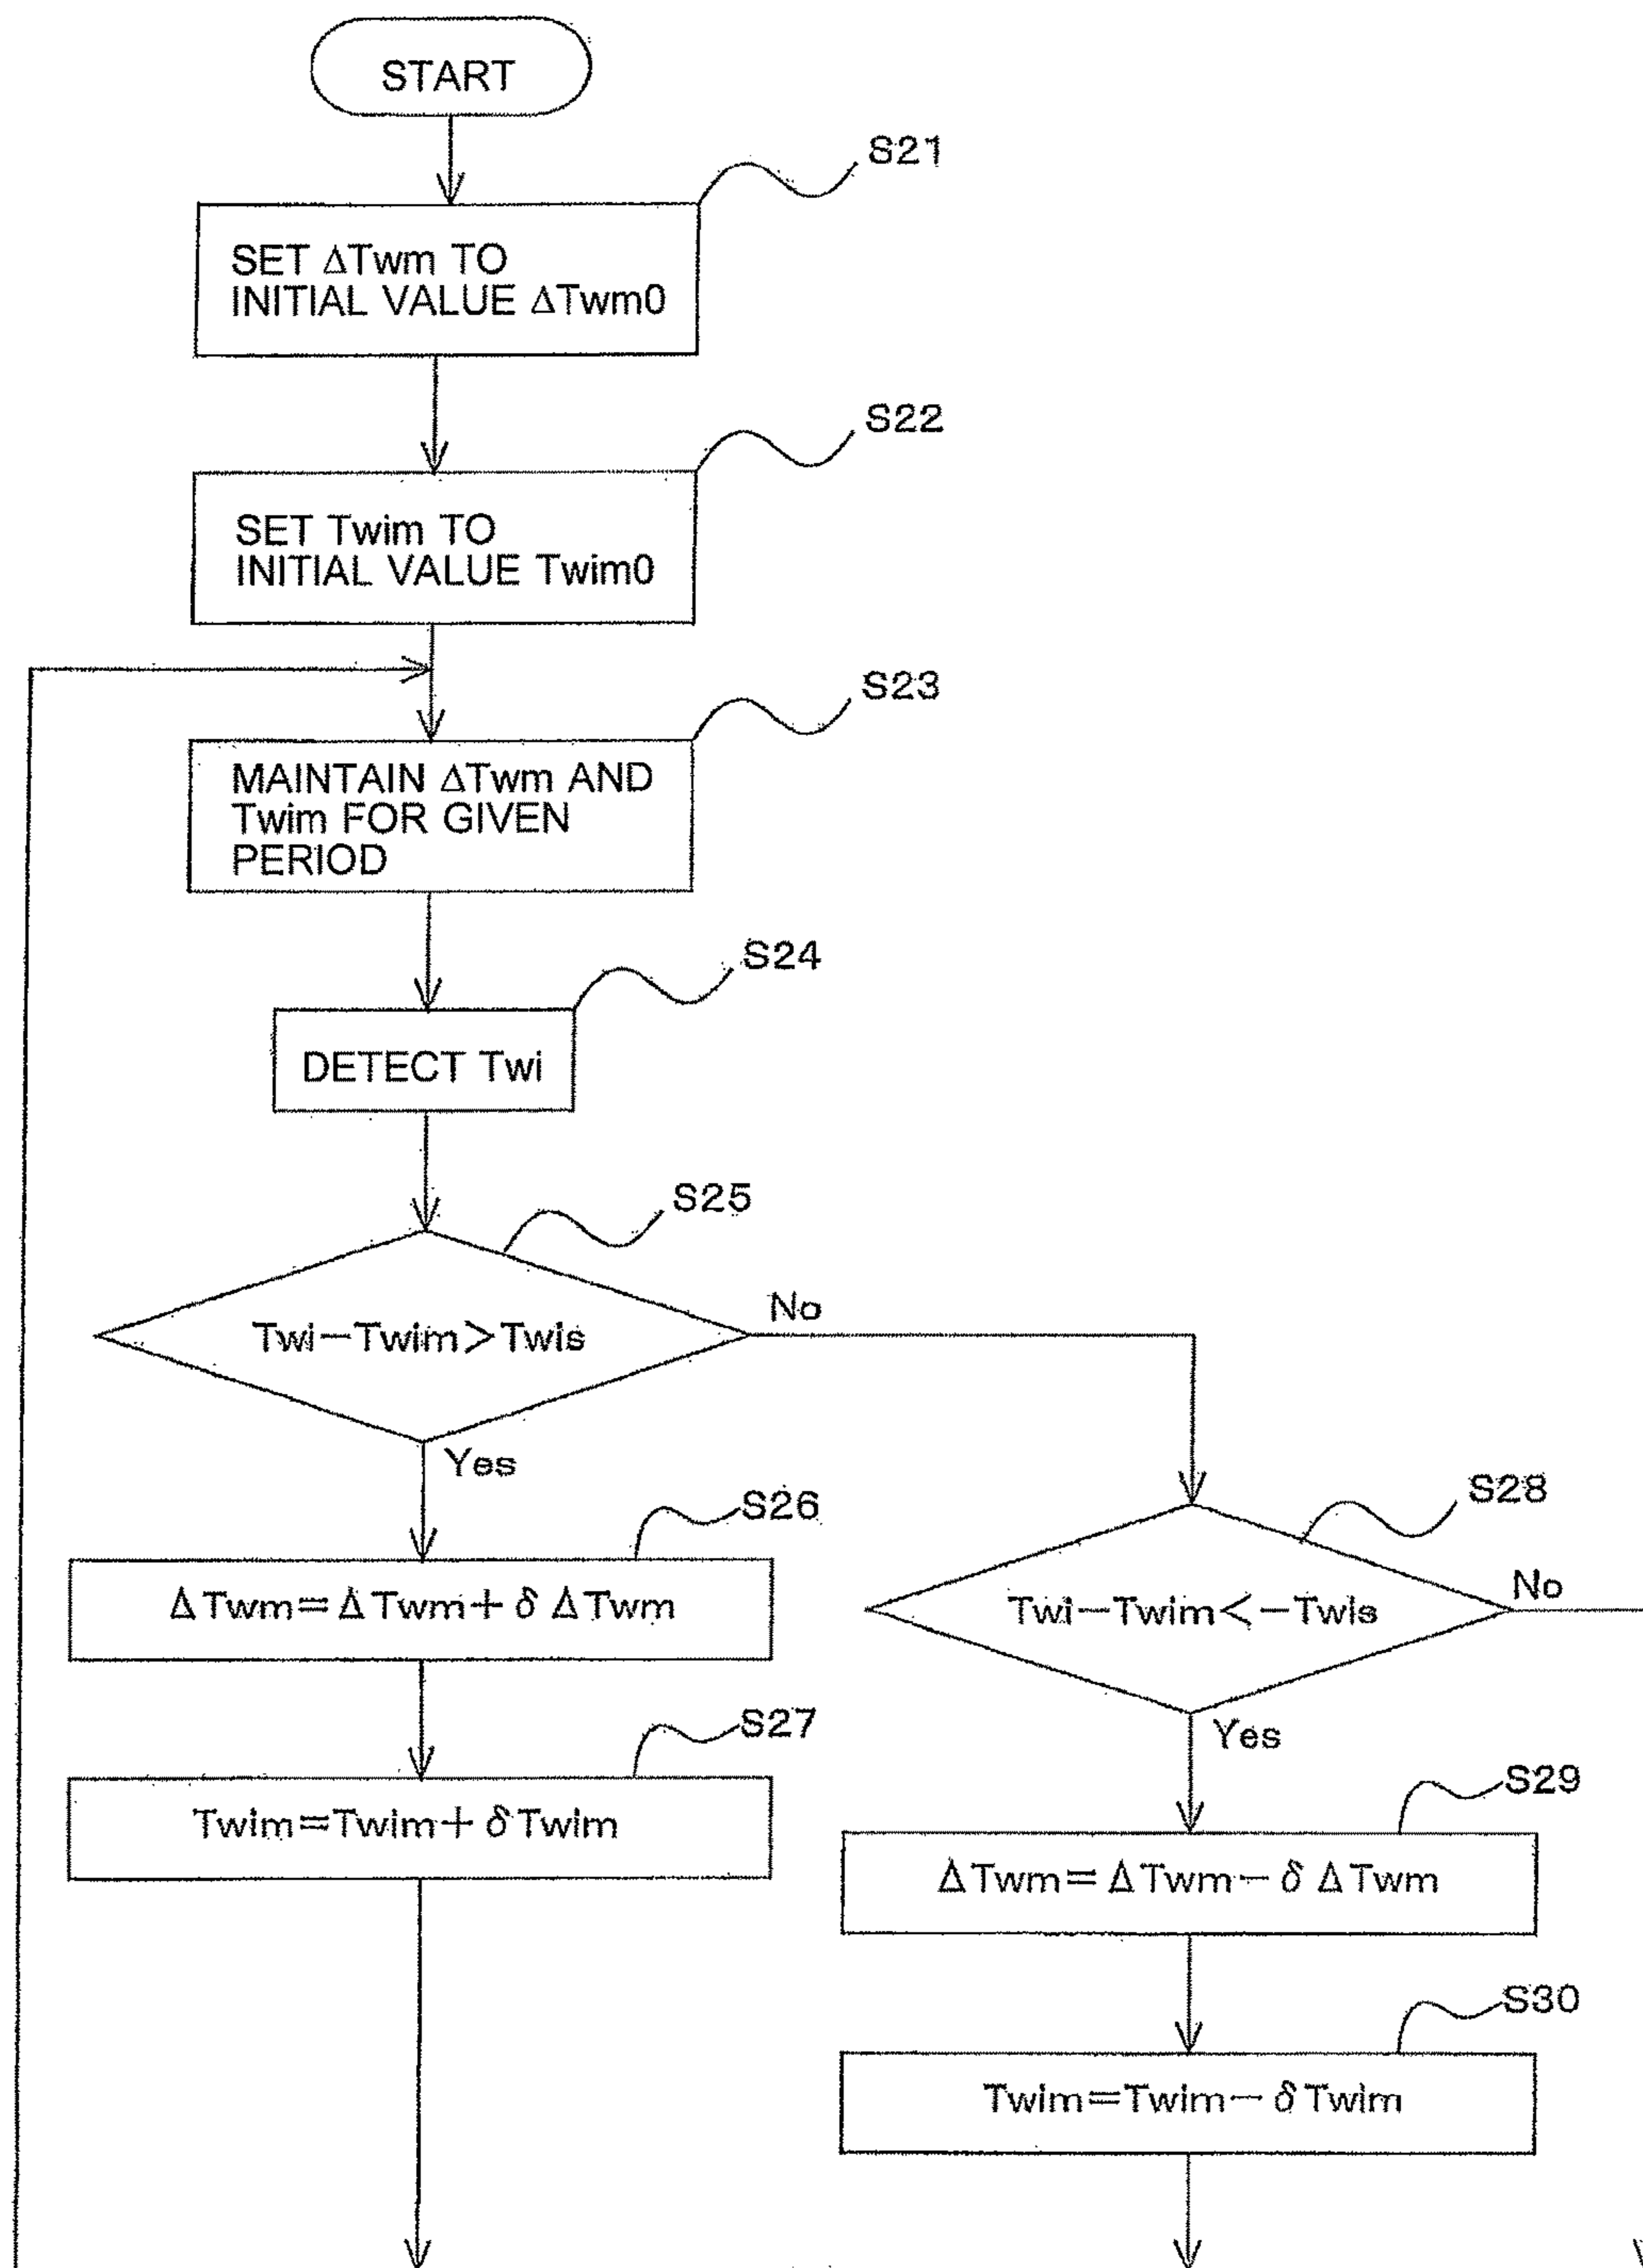 START
S21
SET ΔTwm TO
INITIAL VALUE ΔTwm0
S22
SET Twim TO
INITIAL VALUE Twim0
S23
MAINTAIN ΔTwm AND
Twim FOR GIVEN
PERIOD
S24
DETECT Twi
S25
Twi−Twim>Twis
No
Yes
S26
ΔTwm=ΔTwm+δΔTwm
S27
Twim=Twim+δTwim
S28
Twi−Twim<−Twis
No
Yes
S29
ΔTwm=ΔTwm−δΔTwm
S30
Twim=Twim−δTwim